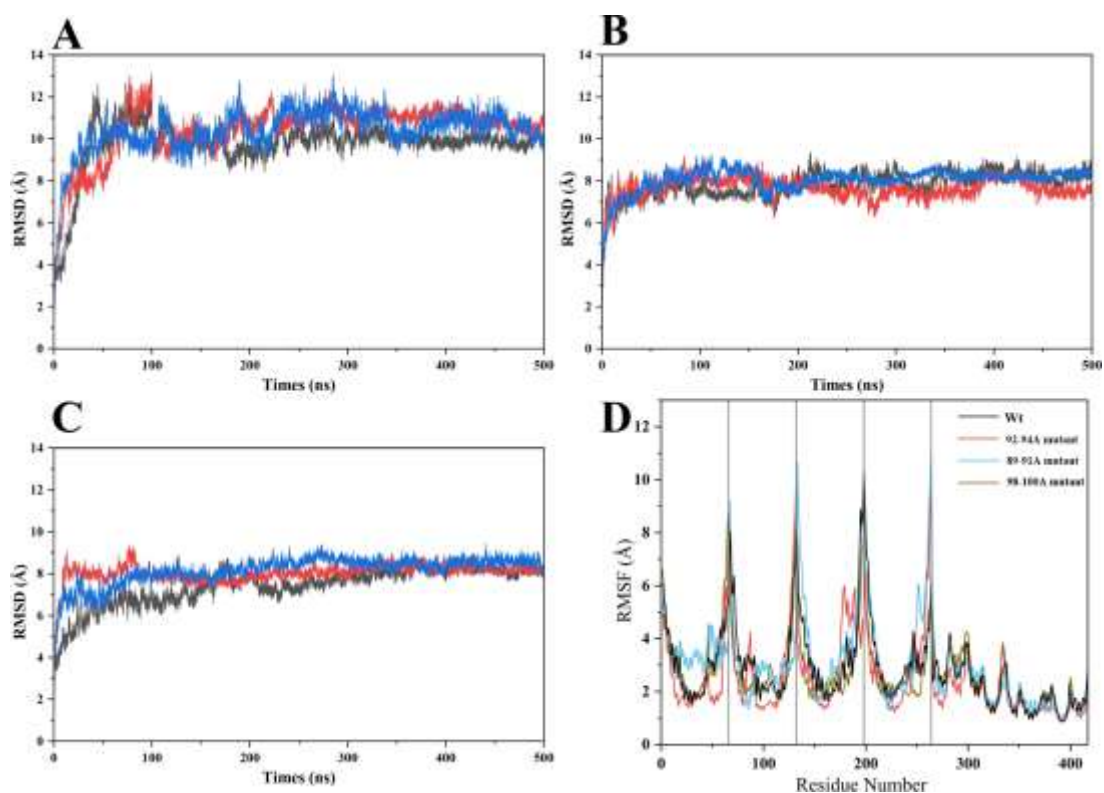 A
14
12
10
8
6
4
2
0
RMSD (Å)
0 100 200 300 400 500
Times (ns)
B
14
12
10
8
6
4
2
0
RMSD (Å)
0 100 200 300 400 500
Times (ns)
C
14
12
10
8
6
4
2
0
RMSD (Å)
0 100 200 300 400 500
Times (ns)
D
12
10
8
6
4
2
0
RMSF (Å)
Wt
92-94A mutant
89-92A mutant
98-100A mutant
0 100 200 300 400
Residue Number